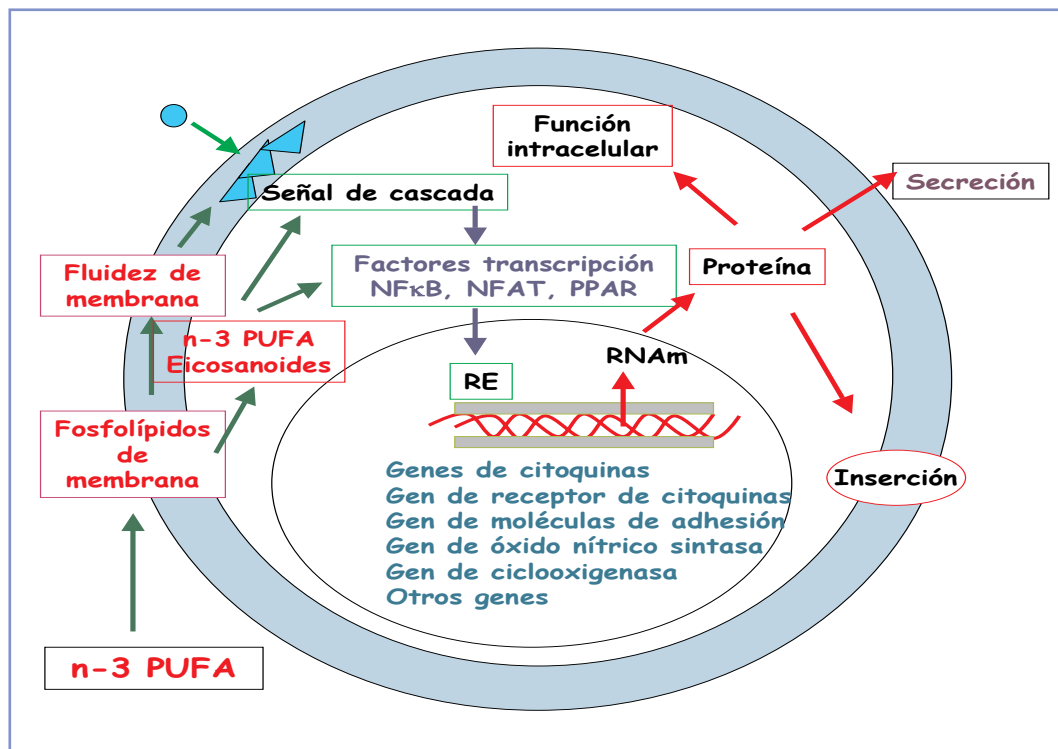 Función
intracelular
Secreción
Señal de cascada
Fluidez de
membrana
Factores transcripción
NFκB, NFAT, PPAR
Proteína
n-3 PUFA
Eicosanoides
RE
RNAm
Fosfolípidos
de
membrana
Inserción
Genes de citoquinas
Gen de receptor de citoquinas
Gen de moléculas de adhesión
Gen de óxido nítrico sintasa
Gen de ciclooxigenasa
Otros genes
n-3 PUFA